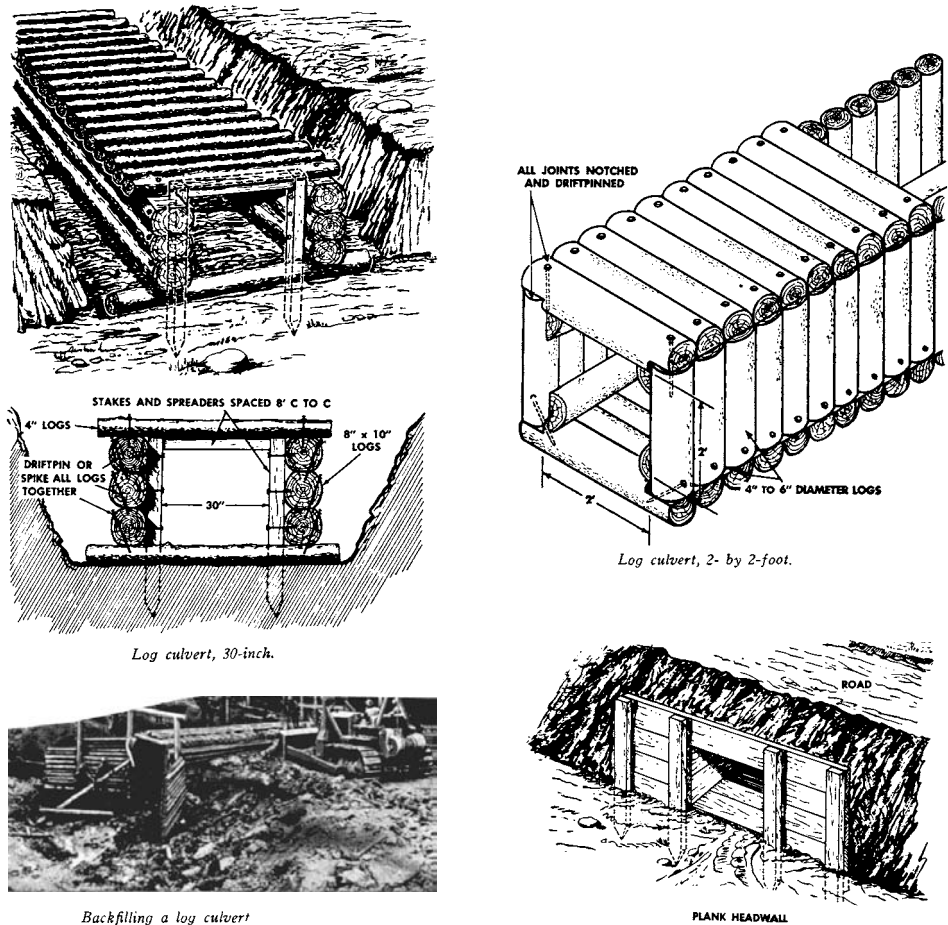 STAKES AND SPREADERS SPACED 8' C TO C
4" LOGS
8" x 10"
LOGS
DRIFTPIN OR
SPIKE ALL LOGS
TOGETHER
30"
Log culvert, 30-inch.
Backfilling a log culvert
ALL JOINTS NOTCHED
AND DRIFTPINNED
2'
2'
4" TO 6" DIAMETER LOGS
Log culvert, 2- by 2-foot.
ROAD
PLANK HEADWALL